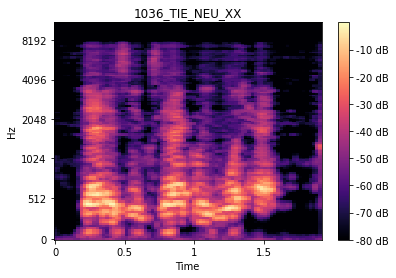 1036_TIE_NEU_XX
8192
4096
2048
1024
512
0
Hz
0
0.5
1
1.5
Time
-10 dB
-20 dB
-30 dB
-40 dB
-50 dB
-60 dB
-70 dB
-80 dB